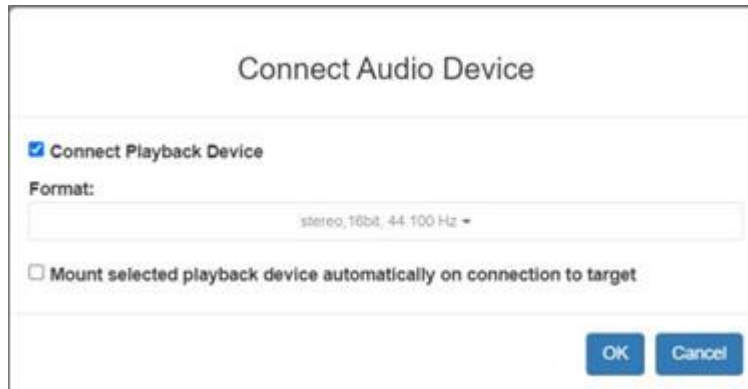 Connect Audio Device
Connect Playback Device
Format:
stereo,16bit, 44.100 Hz
Mount selected playback device automatically on connection to target
OK
Cancel